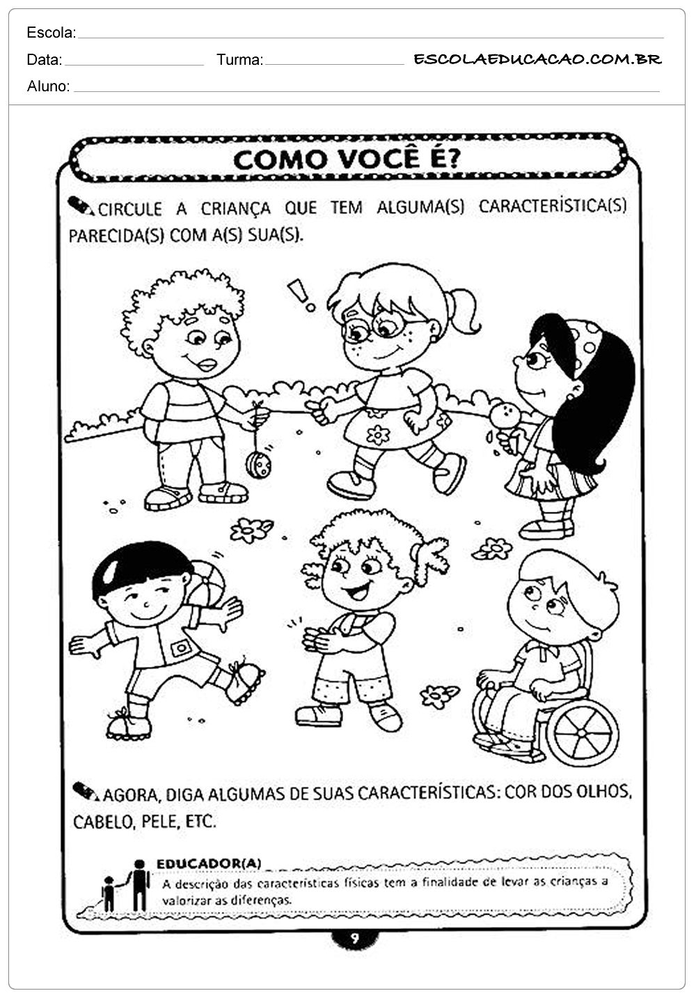 Escola:
Data: Turma: ESCOLAEDUCACAO.COM.BR
Aluno:
COMO VOCÊ É?
CIRCULE A CRIANÇA QUE TEM ALGUMA(S) CARACTERÍSTICA(S)
PARECIDA(S) COM A(S) SUA(S).
AGORA, DIGA ALGUMAS DE SUAS CARACTERÍSTICAS: COR DOS OLHOS,
CABELO, PELE, ETC.
EDUCADOR(A)
A descrição das características físicas tem a finalidade de levar as crianças a
valorizar as diferenças.
9